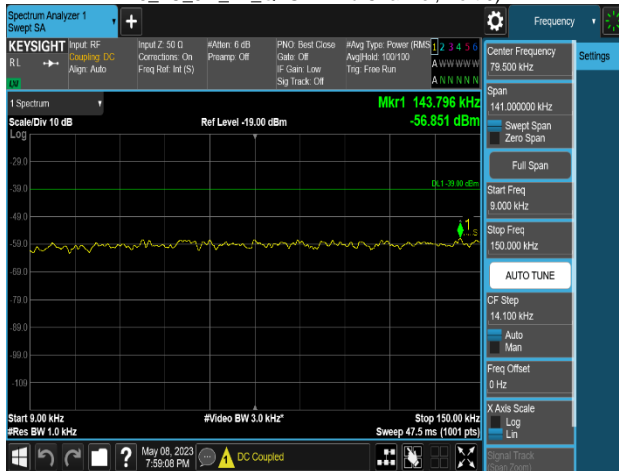 Spectrum Analyzer 1
Swept SA
Frequency
KEYSIGHT
RL
Input: RF
Coupling: DC
Align: Auto
Input Z: 50 Ω
Corrections: On
Freq Ref: Int (S)
#Atten: 6 dB
Preamp: Off
PNO: Best Close
Gate: Off
IF Gain: Low
Sig Track: Off
#Avg Type: Power (RMS
Avg|Hold: 100/100
Trig: Free Run
1 2 3 4 5 6
A W W W W W
A N N N N N
Settings
1 Spectrum
Scale/Div 10 dB
Log
Ref Level -19.00 dBm
Mkr1 143.796 kHz
-56.851 dBm
DL1 -39.00 dBm
1
-29.0
-39.0
-49.0
-59.0
-69.0
-79.0
-89.0
-99.0
-109
Start 9.00 kHz
#Res BW 1.0 kHz
#Video BW 3.0 kHz*
Stop 150.00 kHz
Sweep 47.5 ms (1001 pts)
Center Frequency
79.500 kHz
Span
141.000000 kHz
Swept Span
Zero Span
Full Span
Start Freq
9.000 kHz
Stop Freq
150.000 kHz
AUTO TUNE
CF Step
14.100 kHz
Auto
Man
Freq Offset
0 Hz
X Axis Scale
Log
Lin
Signal Track
(Span Zoom)
?
May 08, 2023
7:59:08 PM
DC Coupled